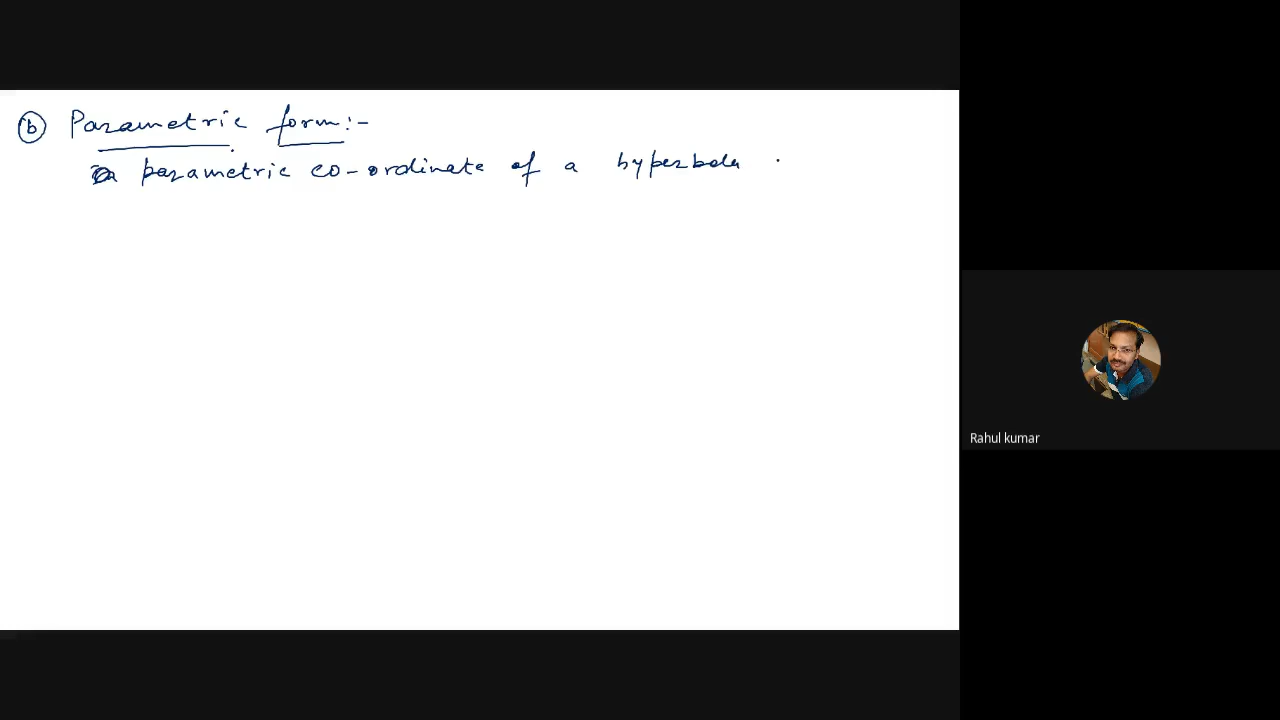 (b) Parametric form:-
parametric co-ordinate of a hyperbola
Rahul kumar